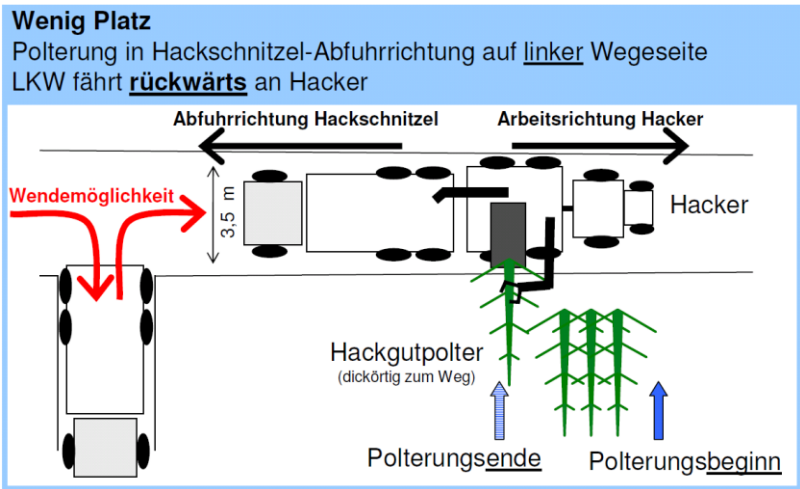 Wenig Platz
Polterung in Hackschnitzel-Abfuhrrichtung auf linker Wegeseite
LKW fährt rückwärts an Hacker
Abfuhrrichtung Hackschnitzel
Arbeitsrichtung Hacker
Wendemöglichkeit
3,5 m
Hacker
Hackgutpolter
(dickörtig zum Weg)
Polterungsende
Polterungsbeginn